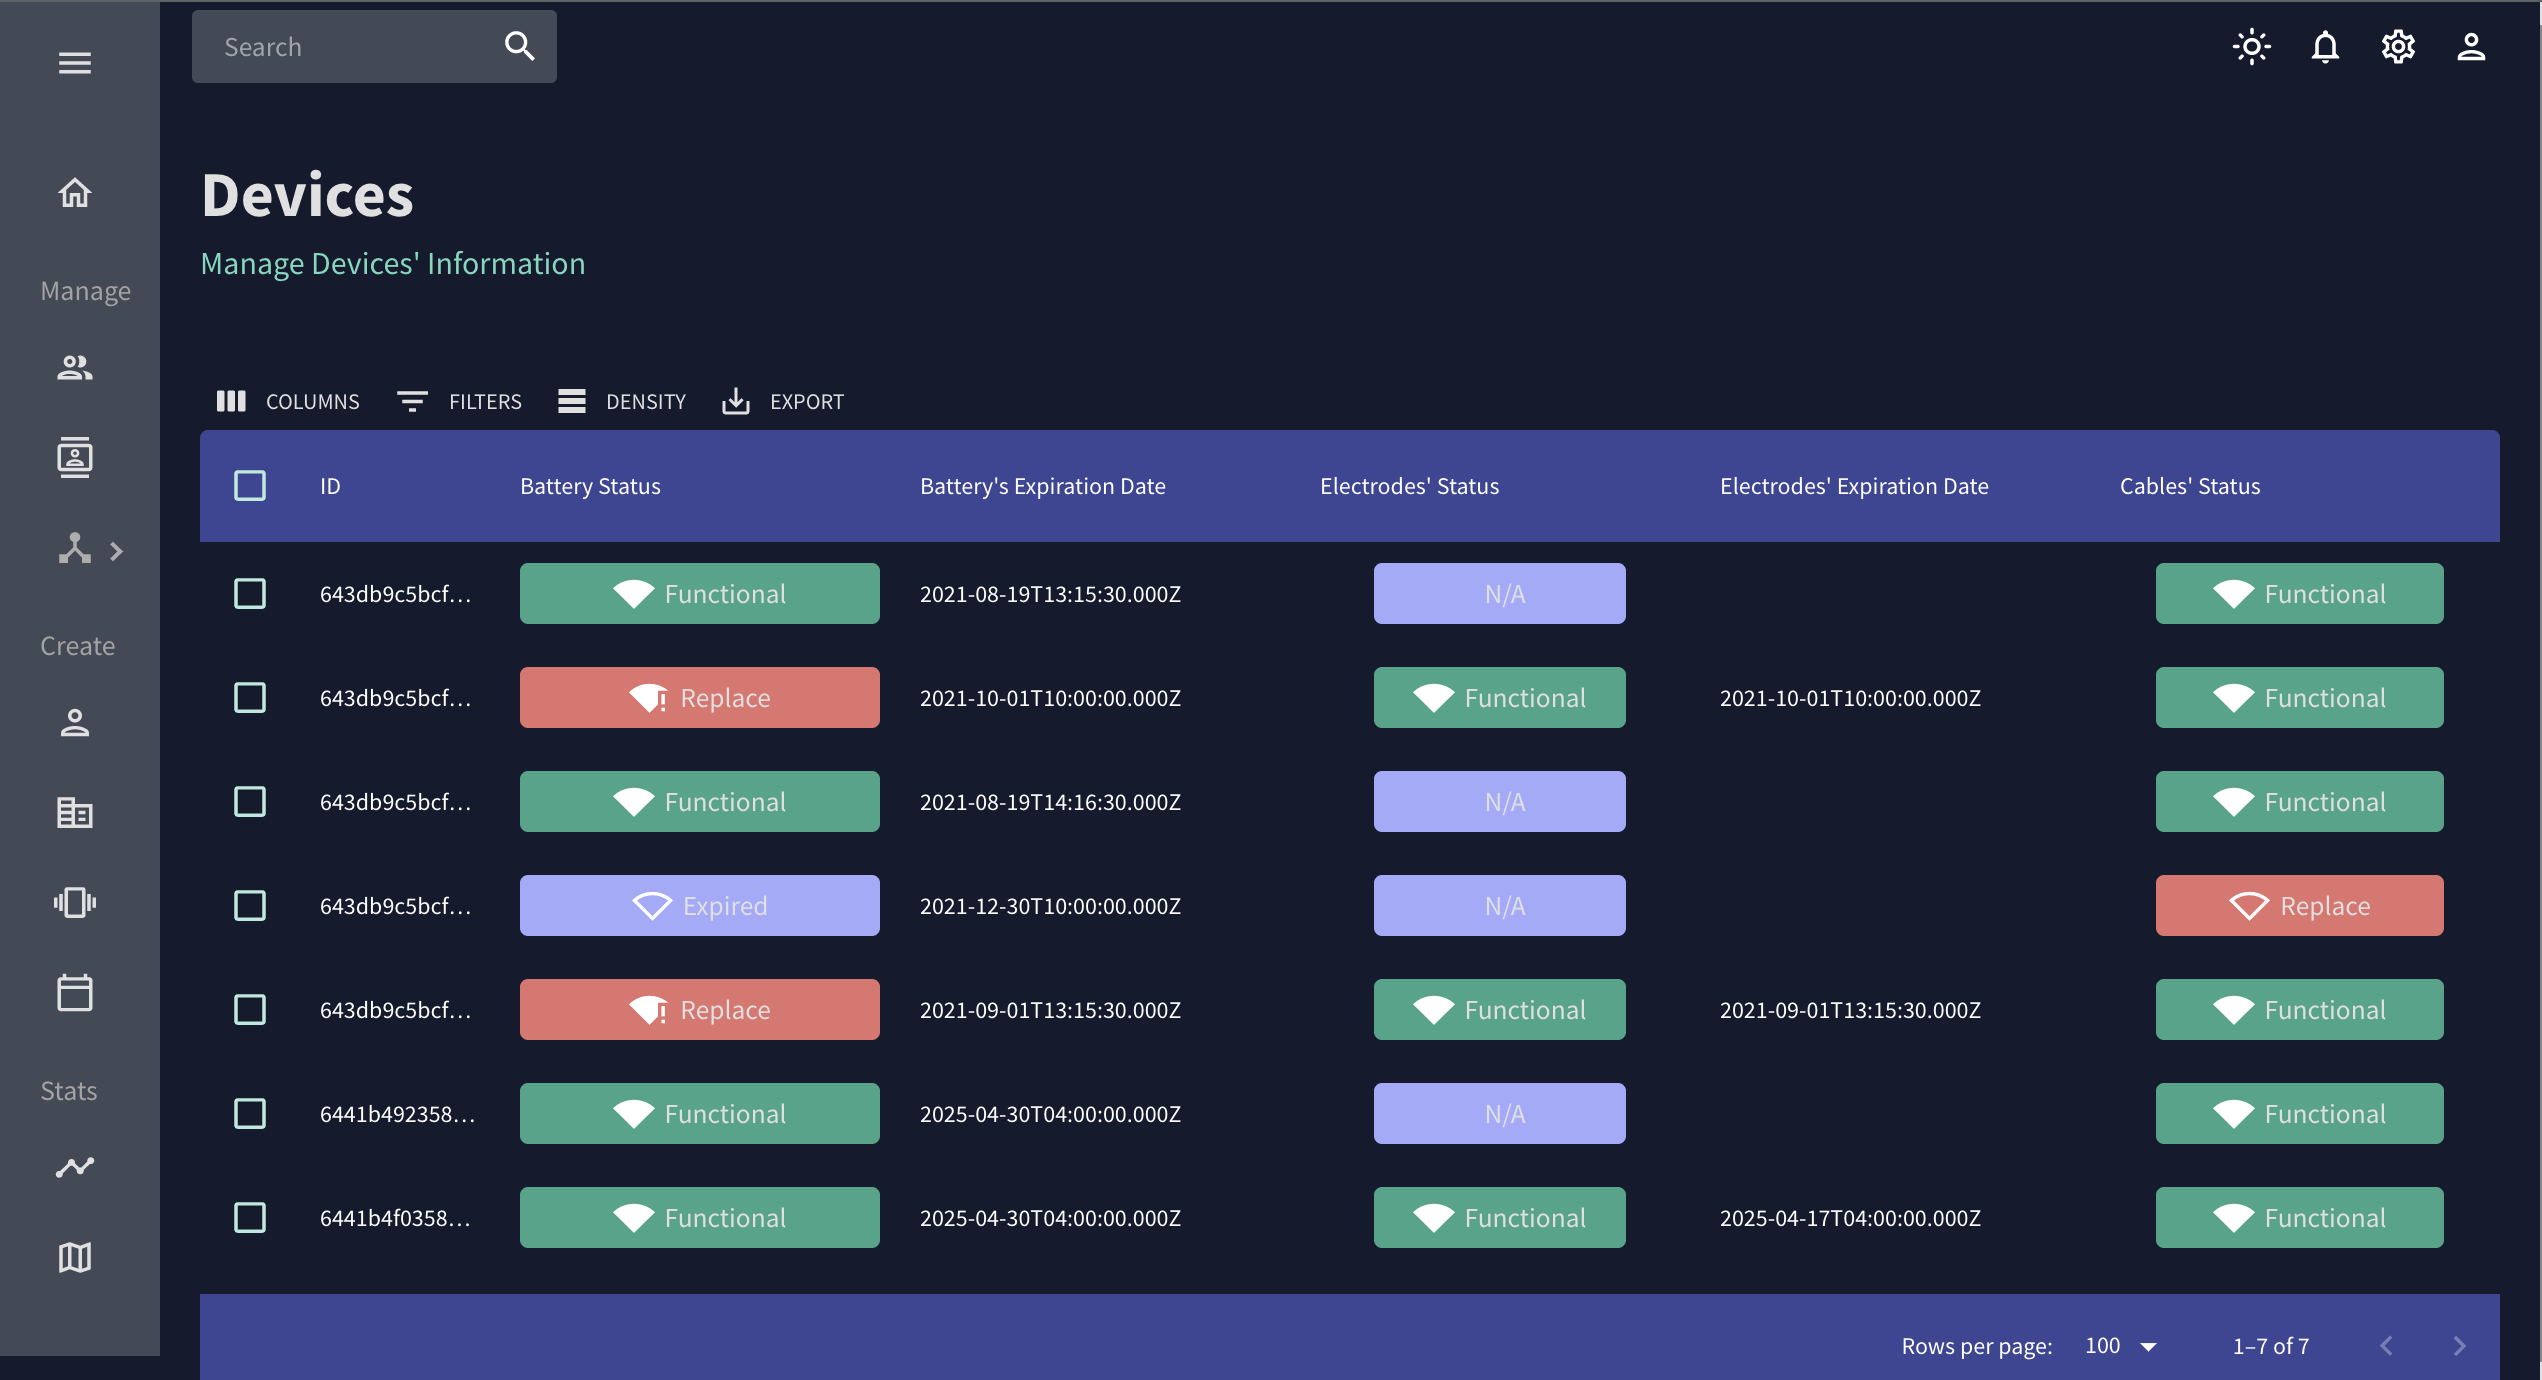 Search
Devices
Manage Devices' Information
Manage
Create
Stats
COLUMNS FILTERS DENSITY EXPORT
ID Battery Status Battery's Expiration Date Electrodes' Status Electrodes' Expiration Date Cables' Status
643db9c5bcf… Functional 2021-08-19T13:15:30.000Z N/A Functional
643db9c5bcf… Replace 2021-10-01T10:00:00.000Z Functional 2021-10-01T10:00:00.000Z Functional
643db9c5bcf… Functional 2021-08-19T14:16:30.000Z N/A Functional
643db9c5bcf… Expired 2021-12-30T10:00:00.000Z N/A Replace
643db9c5bcf… Replace 2021-09-01T13:15:30.000Z Functional 2021-09-01T13:15:30.000Z Functional
6441b492358… Functional 2025-04-30T04:00:00.000Z N/A Functional
6441b4f0358… Functional 2025-04-30T04:00:00.000Z Functional 2025-04-17T04:00:00.000Z Functional
Rows per page: 100 1–7 of 7